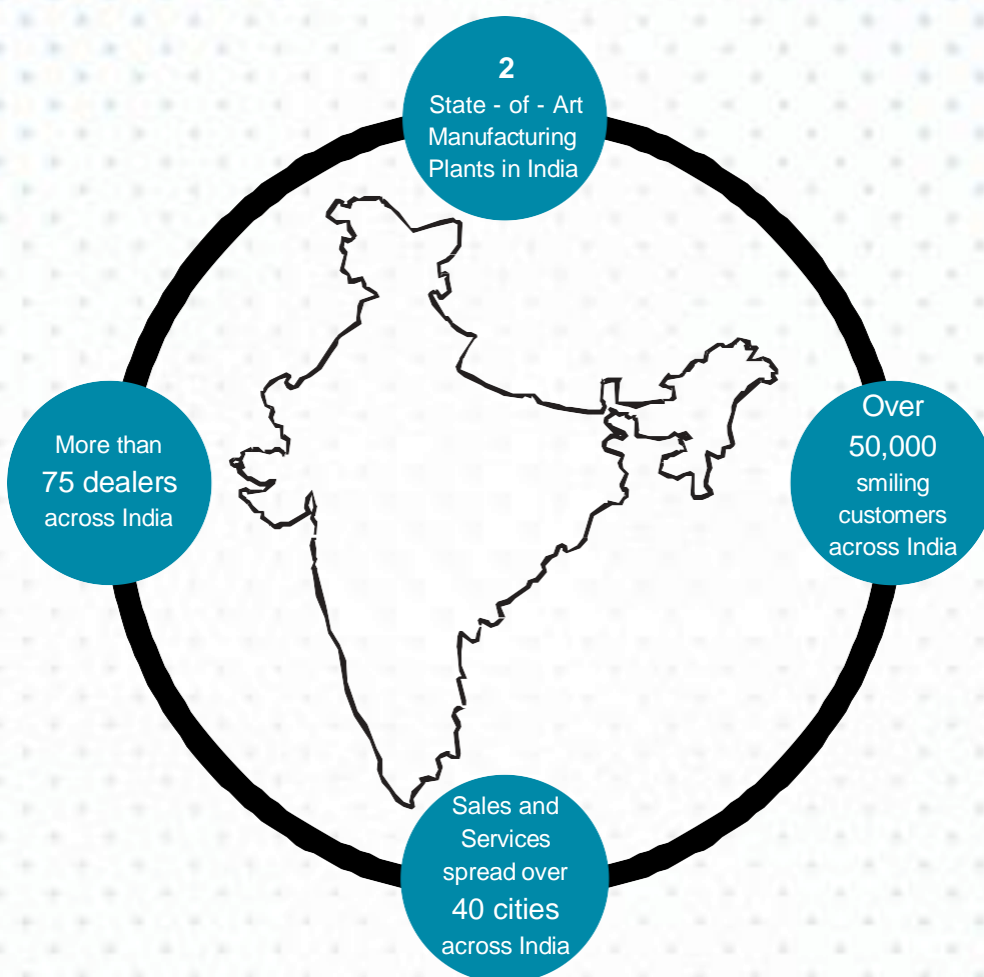 2
State - of - Art
Manufacturing
Plants in India
More than
75 dealers
across India
Over
50,000
smiling
customers
across India
Sales and
Services
spread over
40 cities
across India